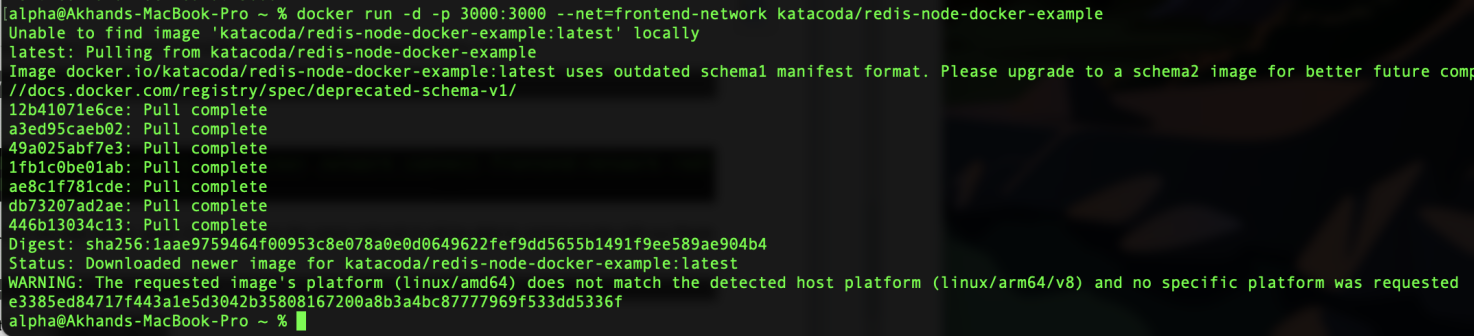 [alpha@Akhands-MacBook-Pro ~ % docker run -d -p 3000:3000 --net=frontend-network katacoda/redis-node-docker-example
Unable to find image 'katacoda/redis-node-docker-example:latest' locally
latest: Pulling from katacoda/redis-node-docker-example
Image docker.io/katacoda/redis-node-docker-example:latest uses outdated schema1 manifest format. Please upgrade to a schema2 image for better future comp
//docs.docker.com/registry/spec/deprecated-schema-v1/
12b41071e6ce: Pull complete
a3ed95caeb02: Pull complete
49a025abf7e3: Pull complete
1fb1c0be01ab: Pull complete
ae8c1f781cde: Pull complete
db73207ad2ae: Pull complete
446b13034c13: Pull complete
Digest: sha256:1aae9759464f00953c8e078a0e0d0649622fef9dd5655b1491f9ee589ae904b4
Status: Downloaded newer image for katacoda/redis-node-docker-example:latest
WARNING: The requested image's platform (linux/amd64) does not match the detected host platform (linux/arm64/v8) and no specific platform was requested
e3385ed84717f443a1e5d3042b35808167200a8b3a4bc87777969f533dd5336f
alpha@Akhands-MacBook-Pro ~ %